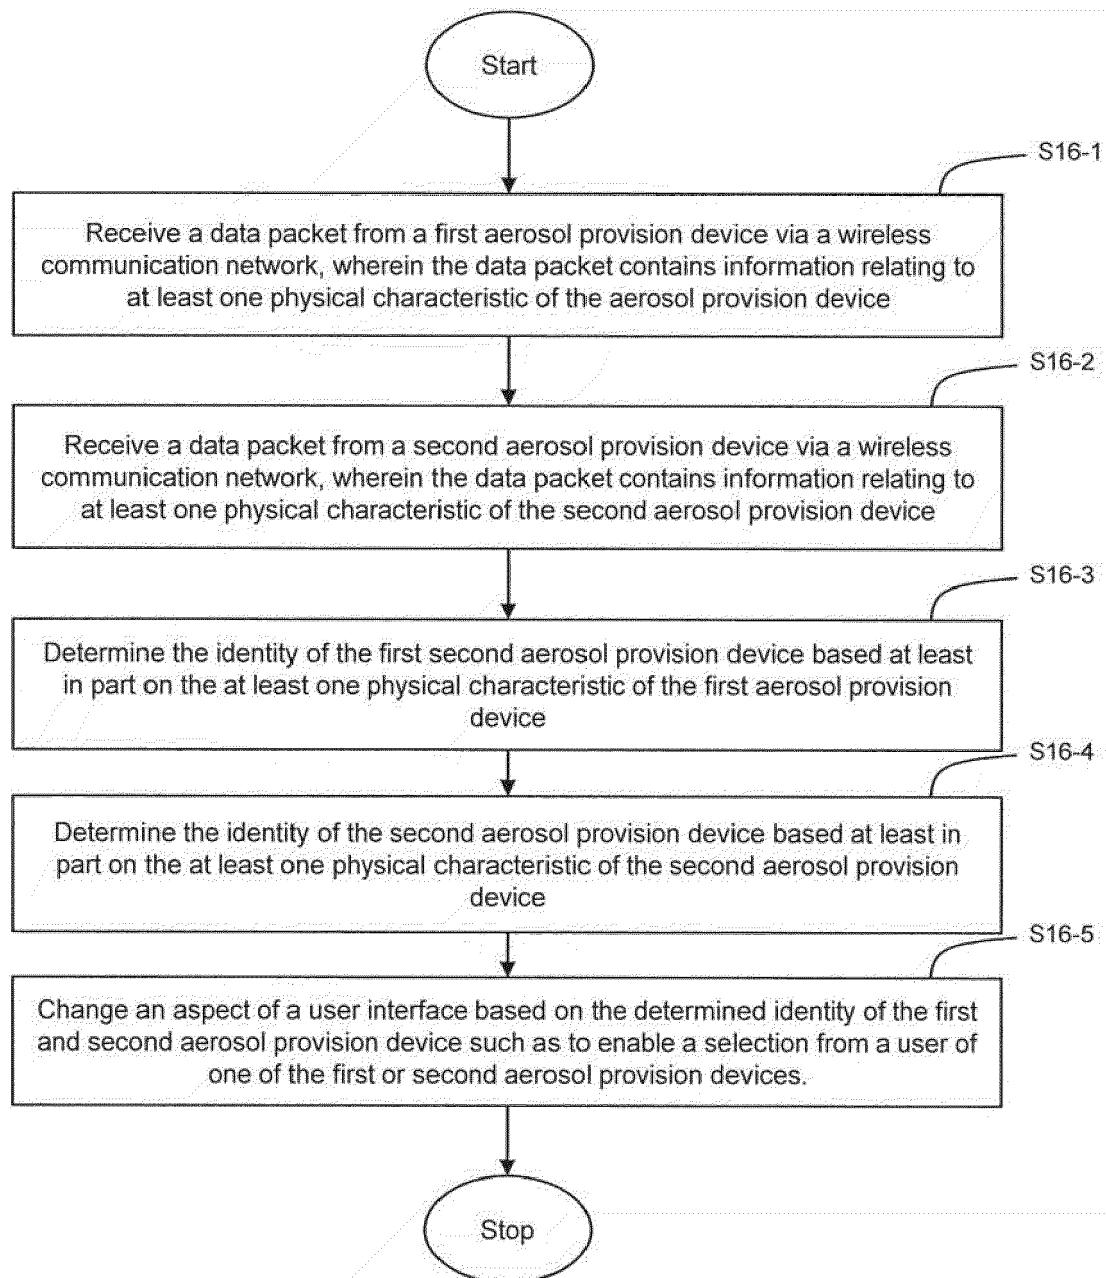 Start
S16-1
Receive a data packet from a first aerosol provision device via a wireless
communication network, wherein the data packet contains information relating to
at least one physical characteristic of the aerosol provision device
S16-2
Receive a data packet from a second aerosol provision device via a wireless
communication network, wherein the data packet contains information relating to
at least one physical characteristic of the second aerosol provision device
S16-3
Determine the identity of the first second aerosol provision device based at least
in part on the at least one physical characteristic of the first aerosol provision
device
S16-4
Determine the identity of the second aerosol provision device based at least in
part on the at least one physical characteristic of the second aerosol provision
device
S16-5
Change an aspect of a user interface based on the determined identity of the first
and second aerosol provision device such as to enable a selection from a user of
one of the first or second aerosol provision devices.
Stop